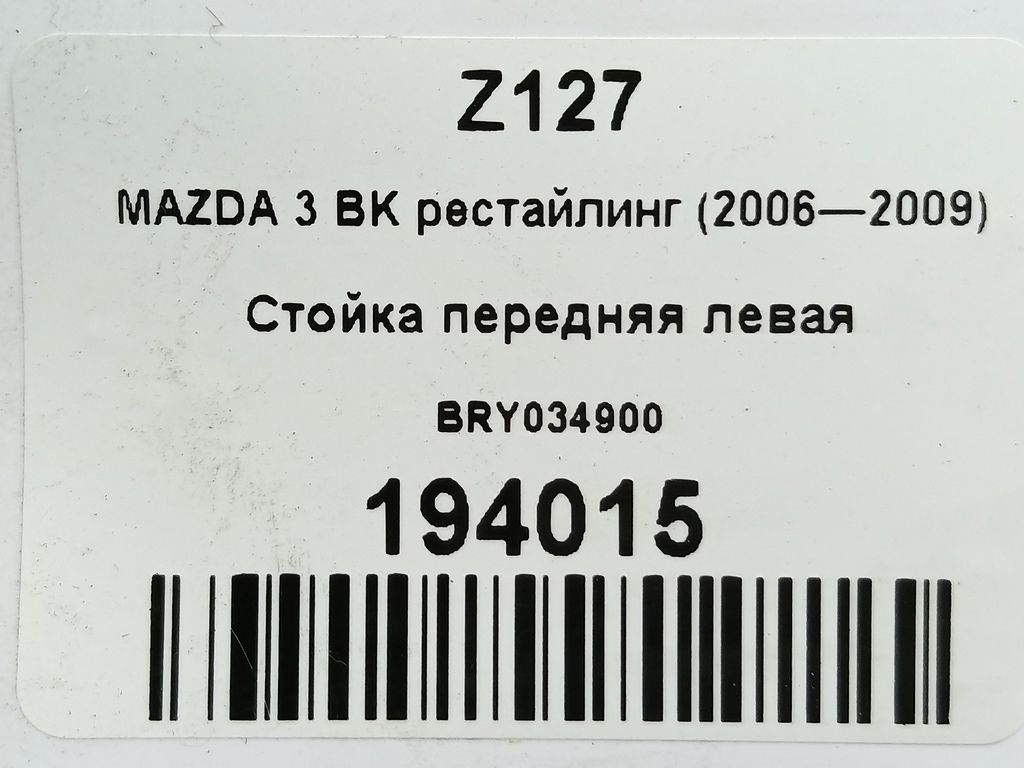 Z127
MAZDA 3 BK рестайлинг (2006—2009)
Стойка передняя левая
BRY034900
194015